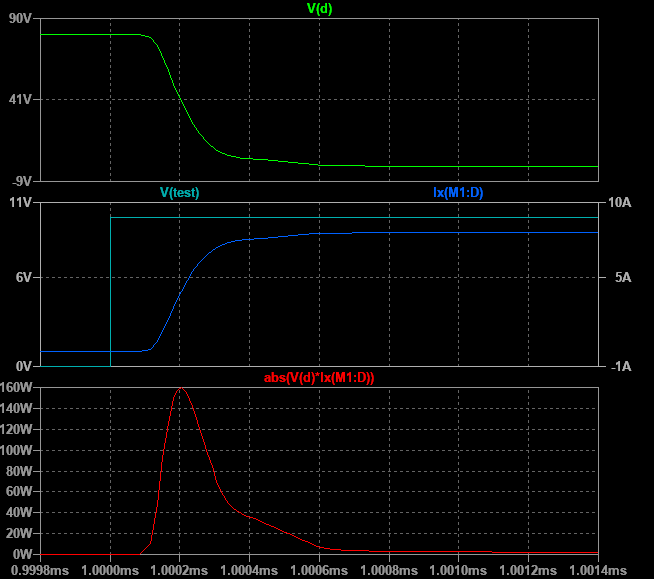 V(d)
90V
41V
-9V
V(test) Ix(M1:D)
11V 10A
6V 5A
0V -1A
abs(V(d)*Ix(M1:D))
160W
140W
120W
100W
80W
60W
40W
20W
0W
0.9998ms 1.0000ms 1.0002ms 1.0004ms 1.0006ms 1.0008ms 1.0010ms 1.0012ms 1.0014ms